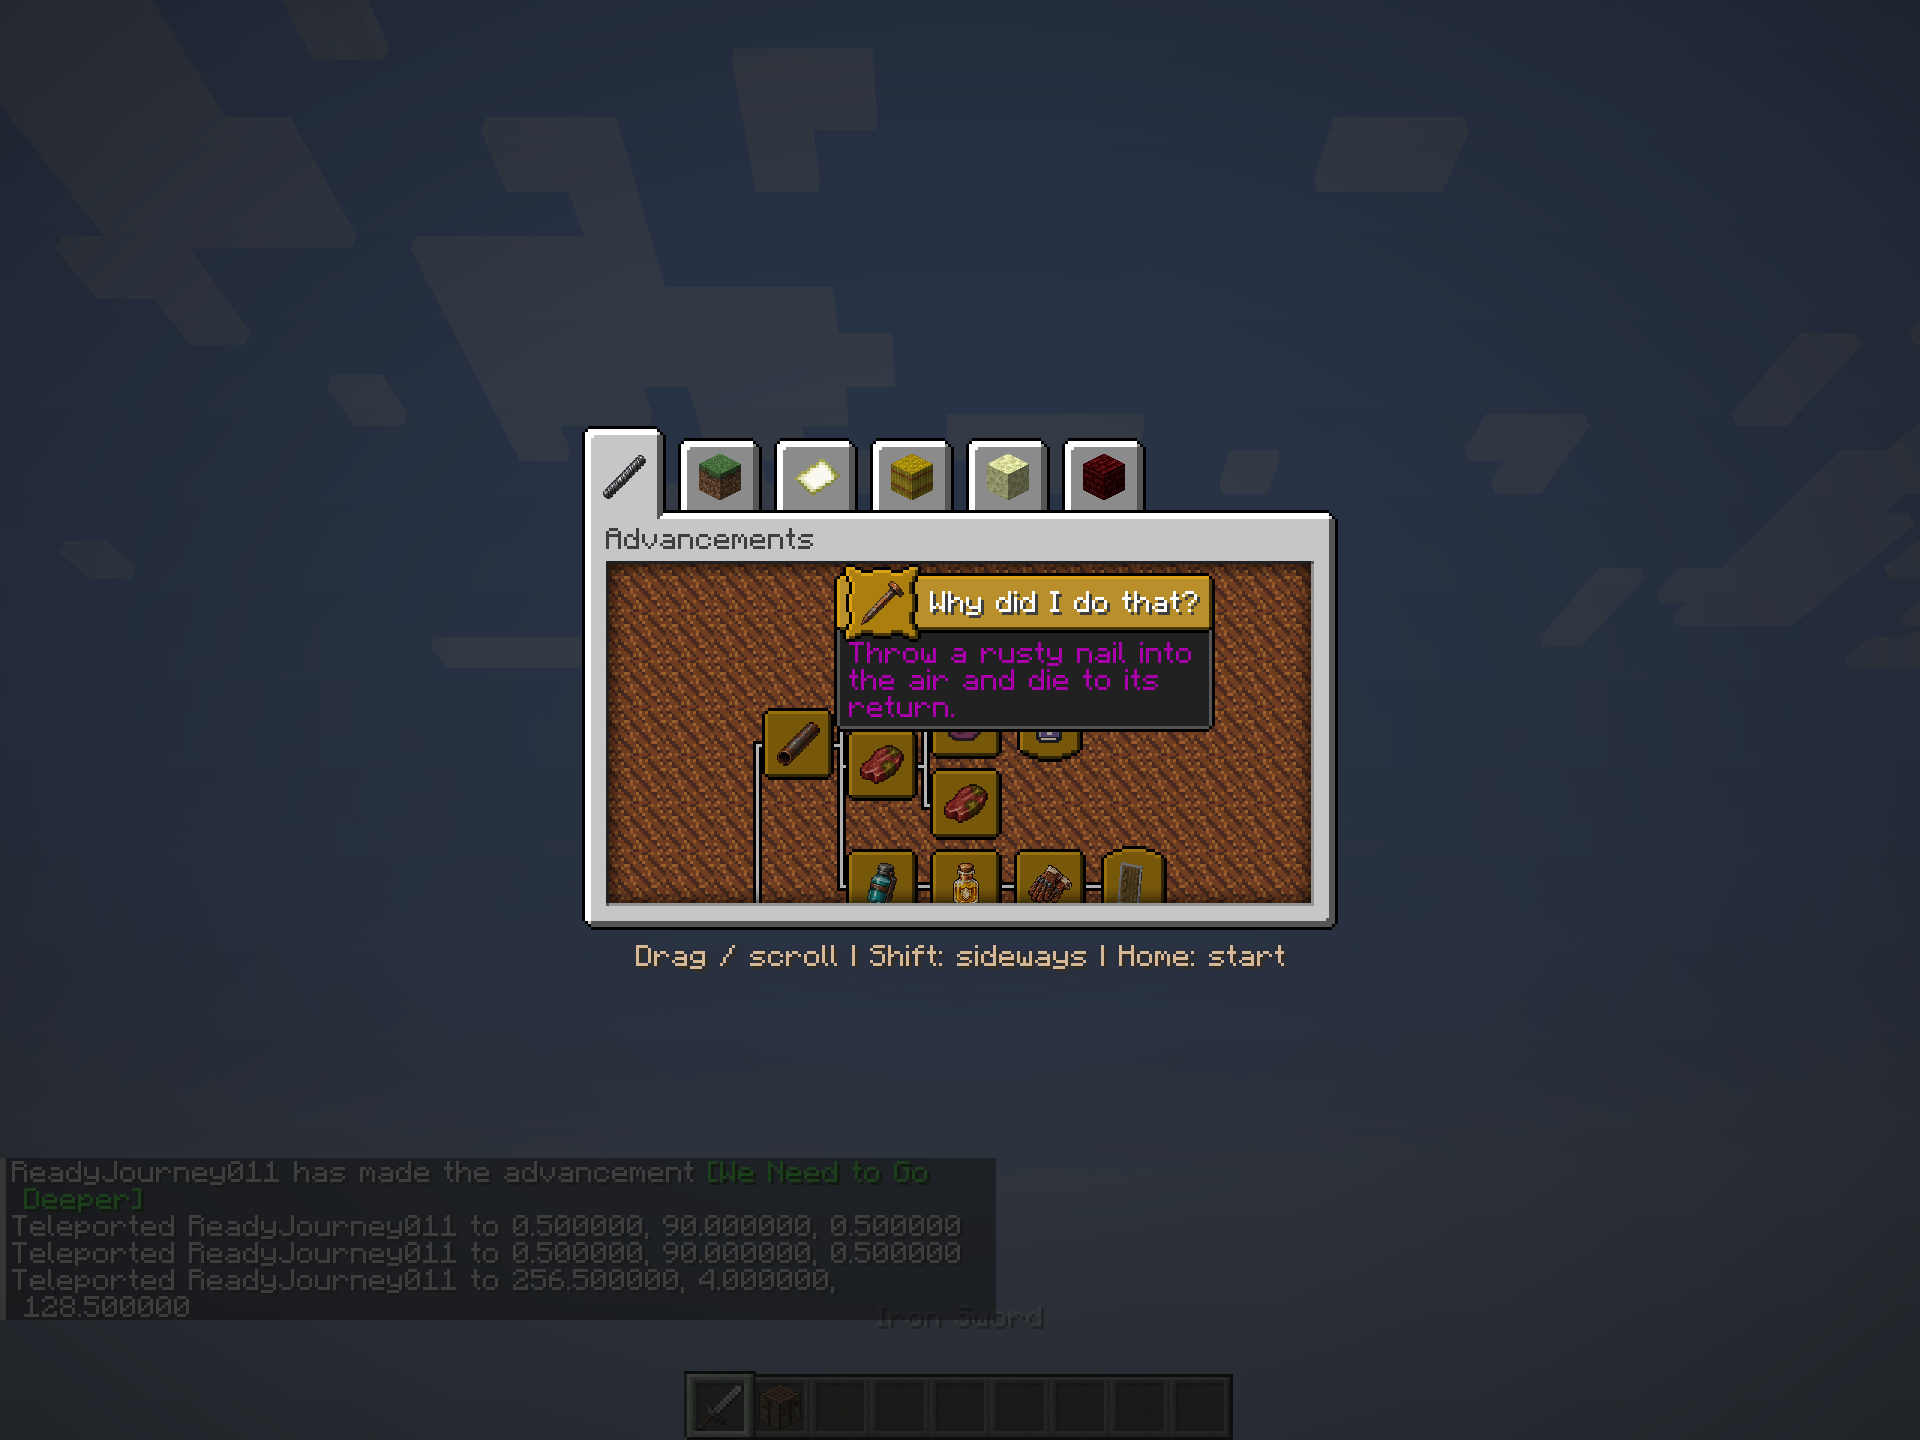 Advancements
Why did I do that?
Throw a rusty nail into
the air and die to its
return.
Drag / scroll | Shift: sideways | Home: start
ReadyJourney011 has made the advancement [We Need to Go
Deeper]
Teleported ReadyJourney011 to 0.500000, 90.000000, 0.500000
Teleported ReadyJourney011 to 0.500000, 90.000000, 0.500000
Teleported ReadyJourney011 to 256.500000, 4.000000,
128.500000
Iron Sword